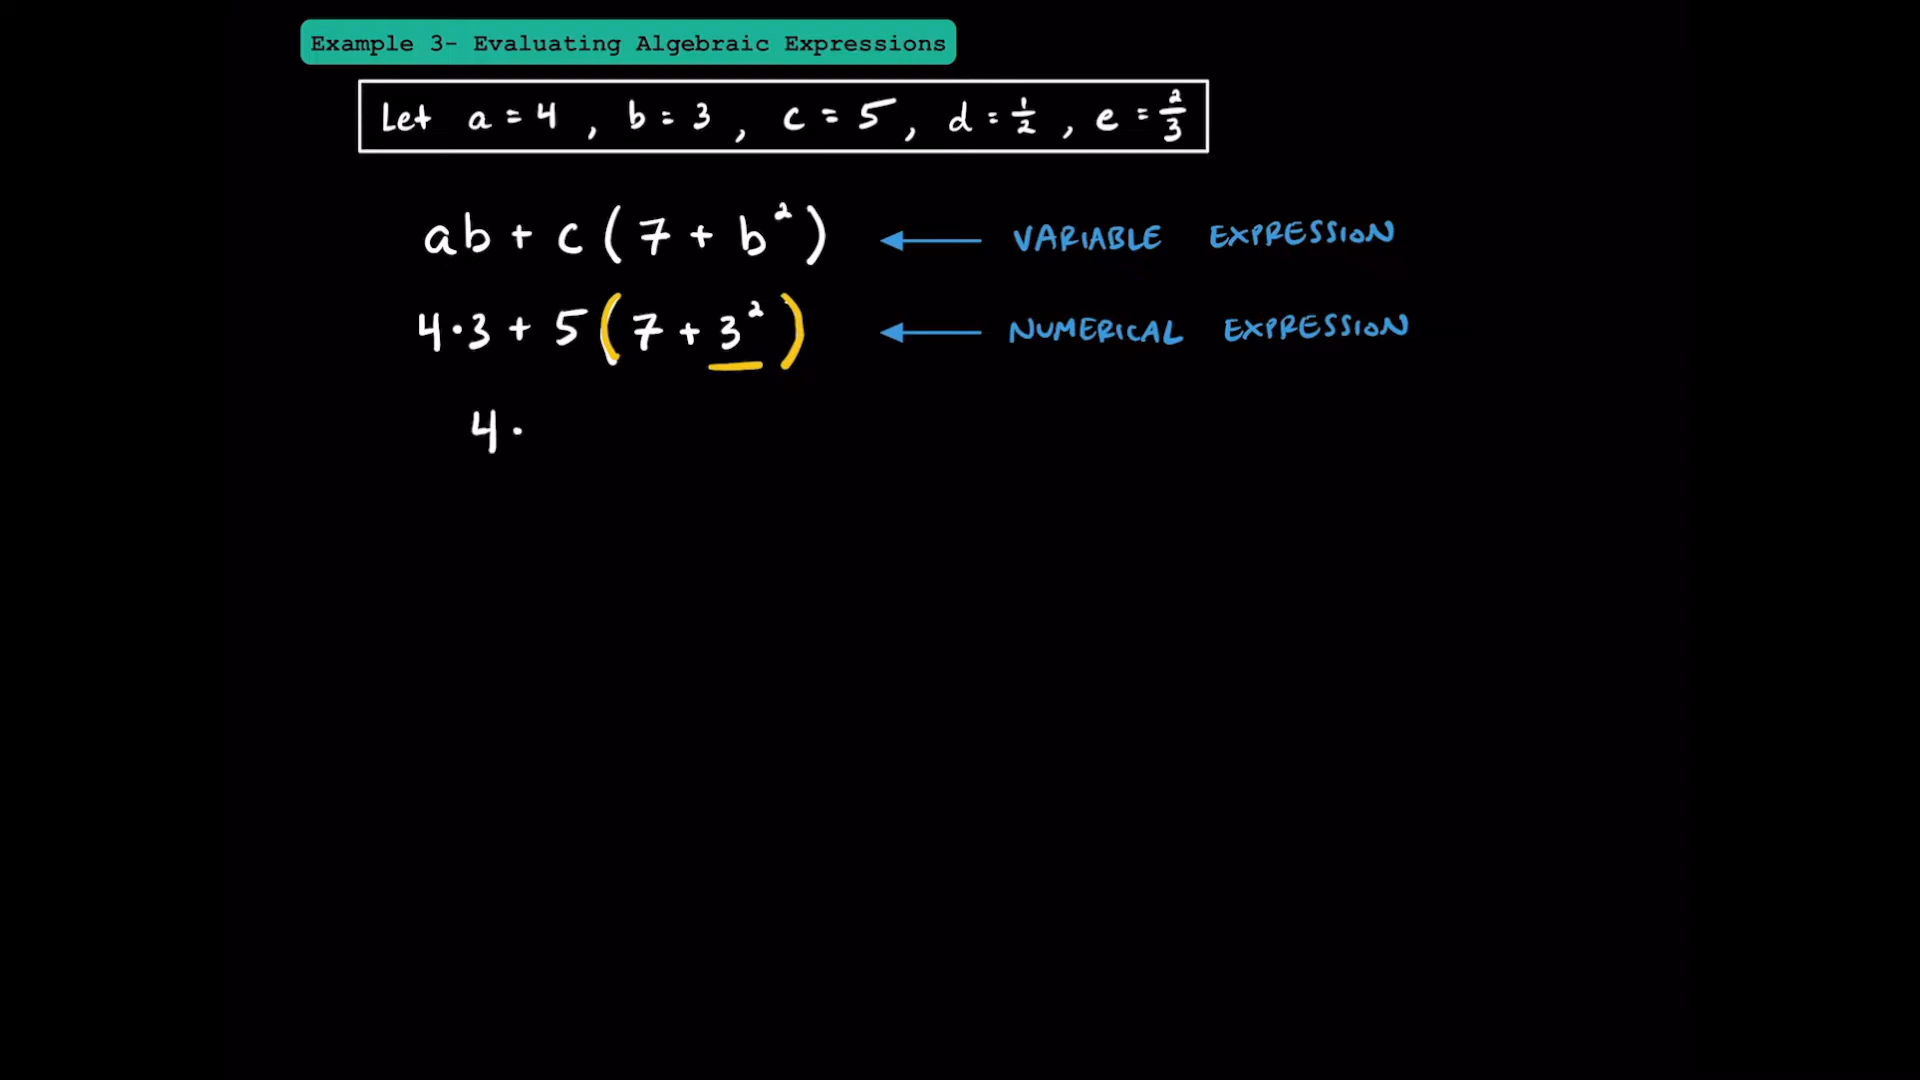 Example 3- Evaluating Algebraic Expressions
Let a = 4 , b = 3 , c = 5 , d = 1/2 , e = 2/3
ab + c ( 7 + b² ) ← VARIABLE EXPRESSION
4 · 3 + 5 ( 7 + 3² ) ← NUMERICAL EXPRESSION
4 ·